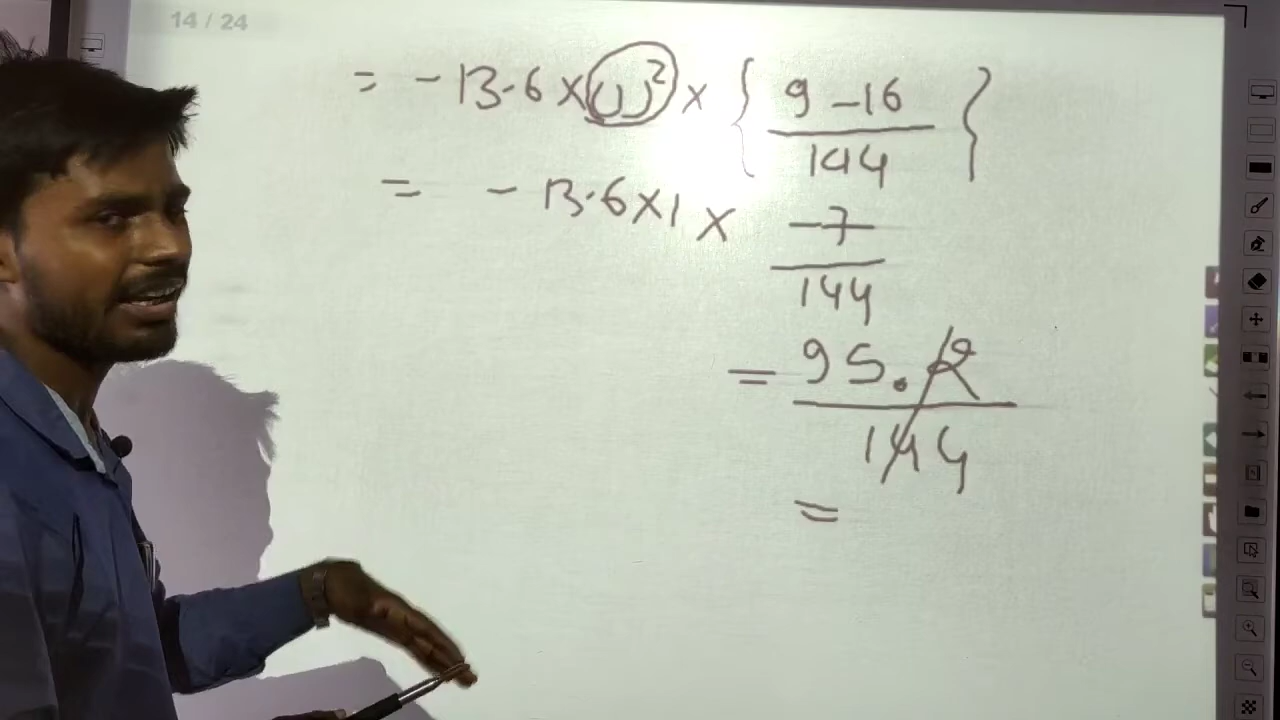 14 / 24
= - 13.6 × (1)² × { 9 - 16 / 144 }
= - 13.6 × 1 × - 7 / 144
= 95.2 / 144
=